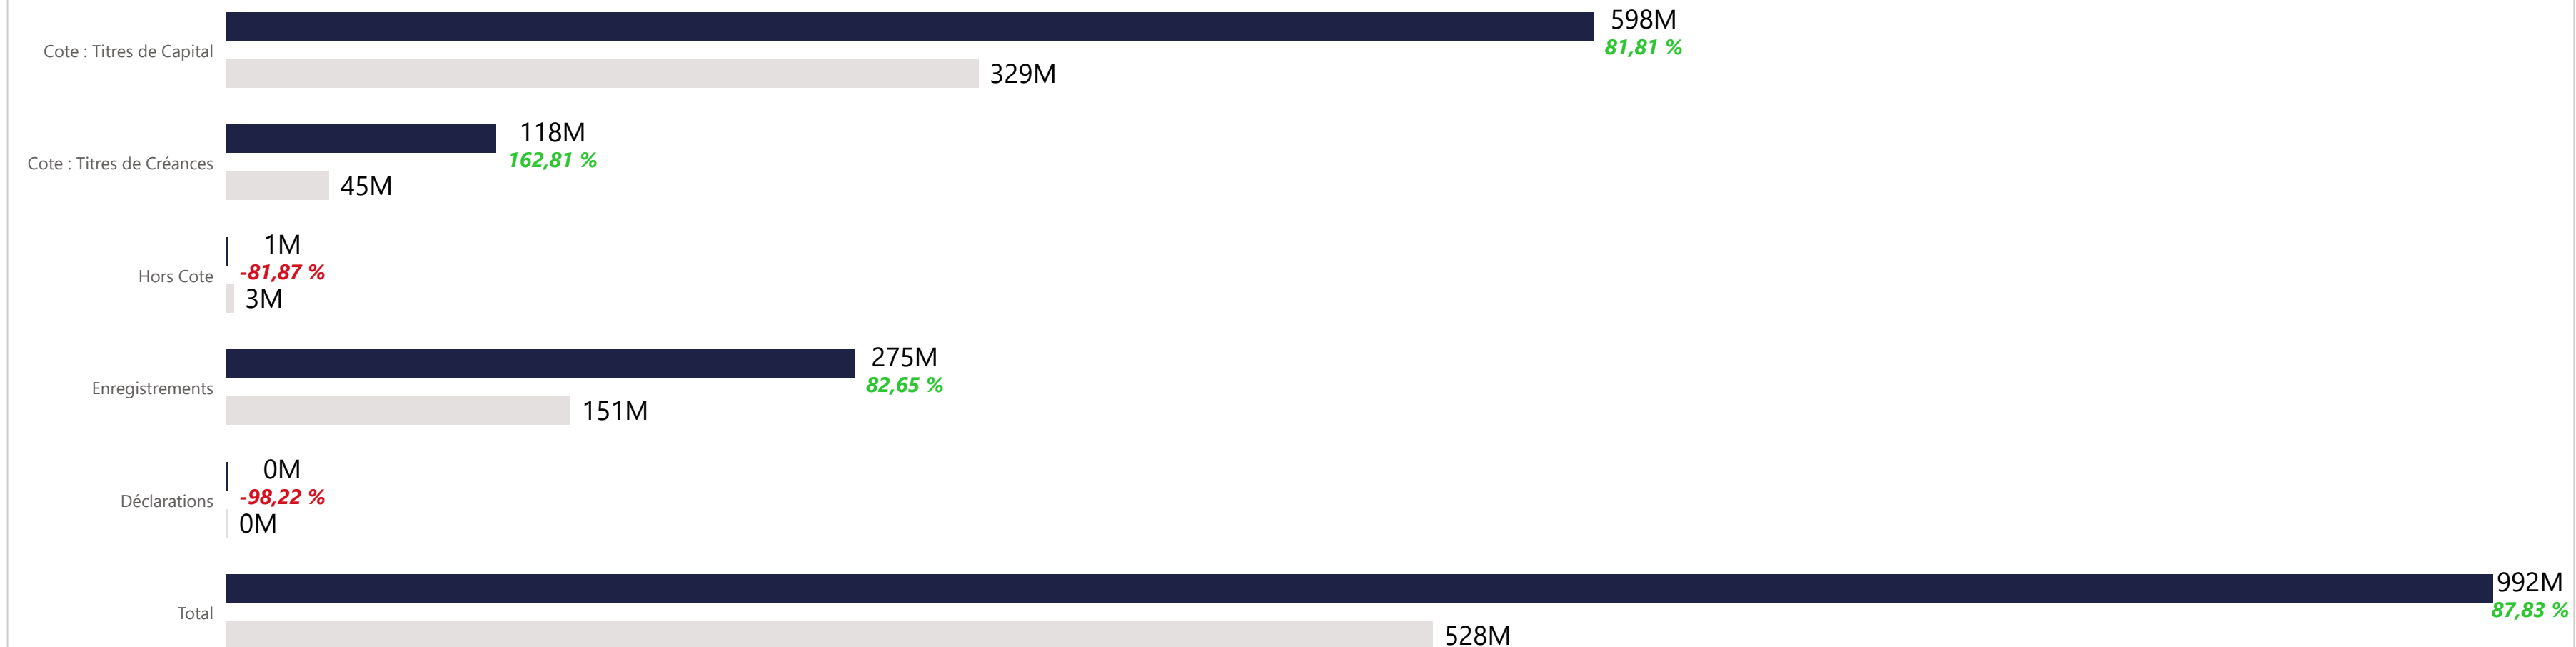 598M
81,81 %
Cote : Titres de Capital
329M
118M
162,81 %
Cote : Titres de Créances
45M
1M
-81,87 %
Hors Cote
3M
275M
82,65 %
Enregistrements
151M
0M
-98,22 %
Déclarations
0M
992M
87,83 %
Total
528M